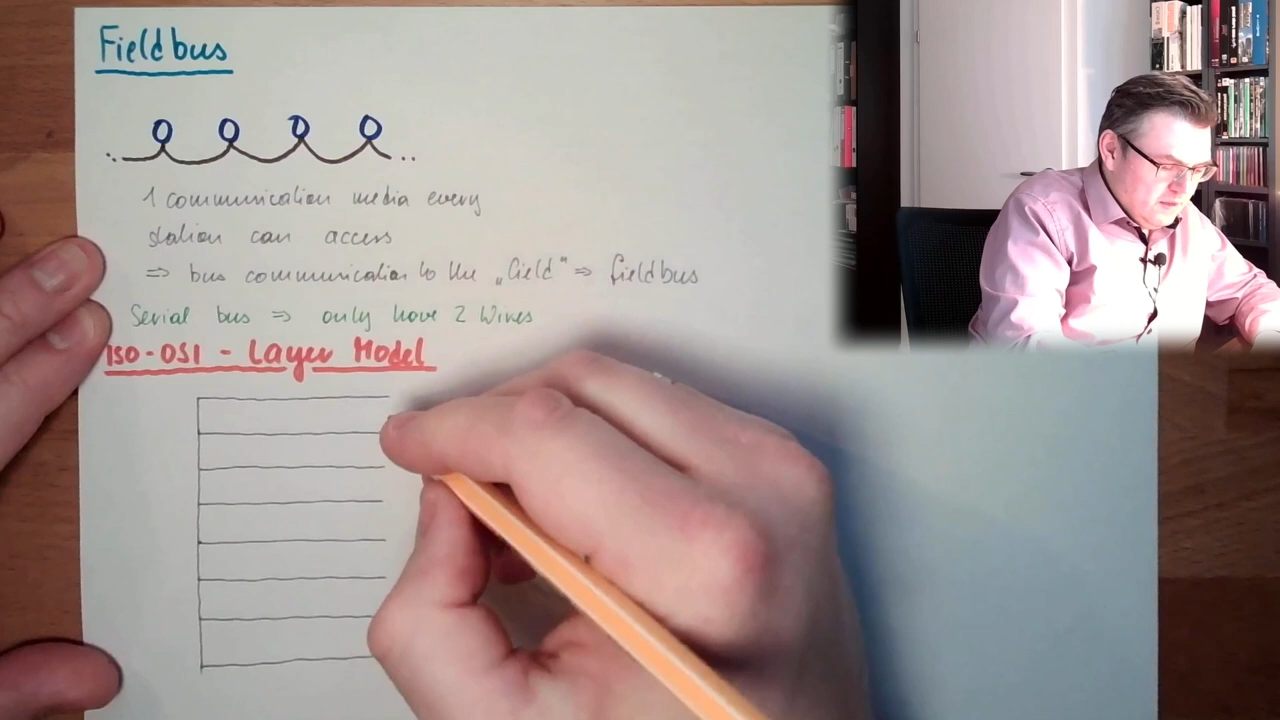 Fieldbus
1 communication media every
station can access
=> bus communication to the „field" => fieldbus
Serial bus => only have 2 Wires
ISO-OSI-Layer Model